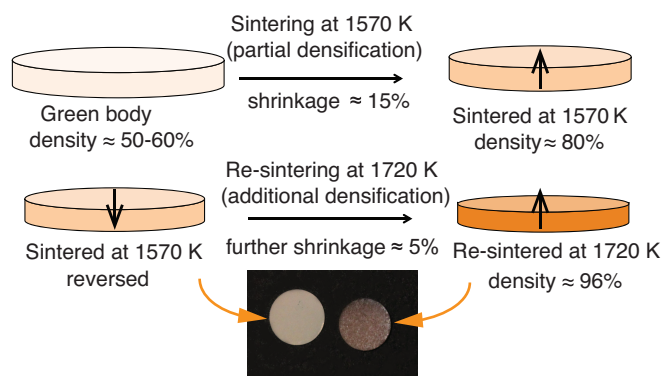 Sintering at 1570 K
(partial densification)
shrinkage ≈ 15%
Green body
density ≈ 50-60%
Sintered at 1570 K
density ≈ 80%
Re-sintering at 1720 K
(additional densification)
further shrinkage ≈ 5%
Sintered at 1570 K
reversed
Re-sintered at 1720 K
density ≈ 96%